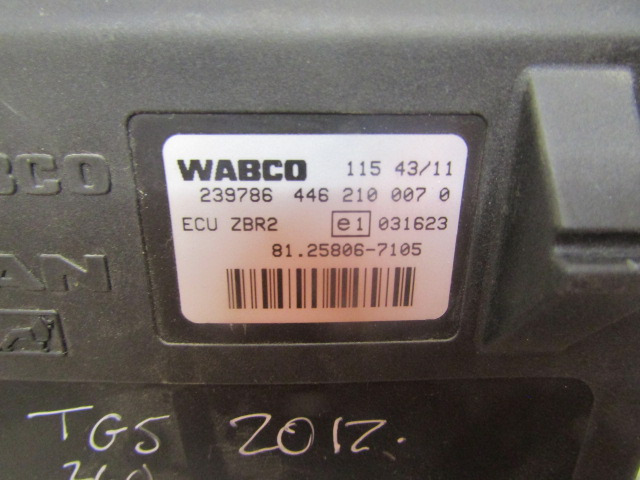 WABCO 115 43/11
239786 446 210 007 0
ECU ZBR2 e1 031623
81.25806-7105
TGS 2012.